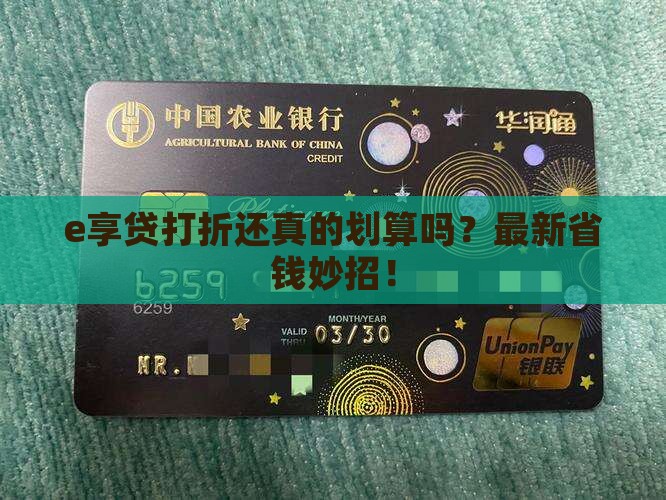 中国农业银行
AGRICULTURAL BANK OF CHINA
CREDIT
华润通
e享贷打折还真的划算吗？最新省
钱妙招！
6259
6259
MONTH/YEAR
VALID THRU 03/30
MR.
UnionPay
银联